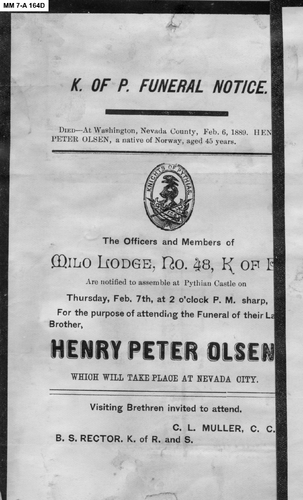 MM 7-A 164D
K. OF P. FUNERAL NOTICE.
DIED—At Washington, Nevada County, Feb. 6, 1889. HEN
PETER OLSEN, a native of Norway, aged 45 years.
KNIGHTS OF PYTHIAS
The Officers and Members of
MILO LODGE, NO. 48, K OF P
Are notified to assemble at Pythian Castle on
Thursday, Feb. 7th, at 2 o'clock P. M. sharp,
For the purpose of attending the Funeral of their La
Brother,
HENRY PETER OLSEN
WHICH WILL TAKE PLACE AT NEVADA CITY.
Visiting Brethren invited to attend.
C. L. MULLER, C. C.
B. S. RECTOR. K. of R. and S.